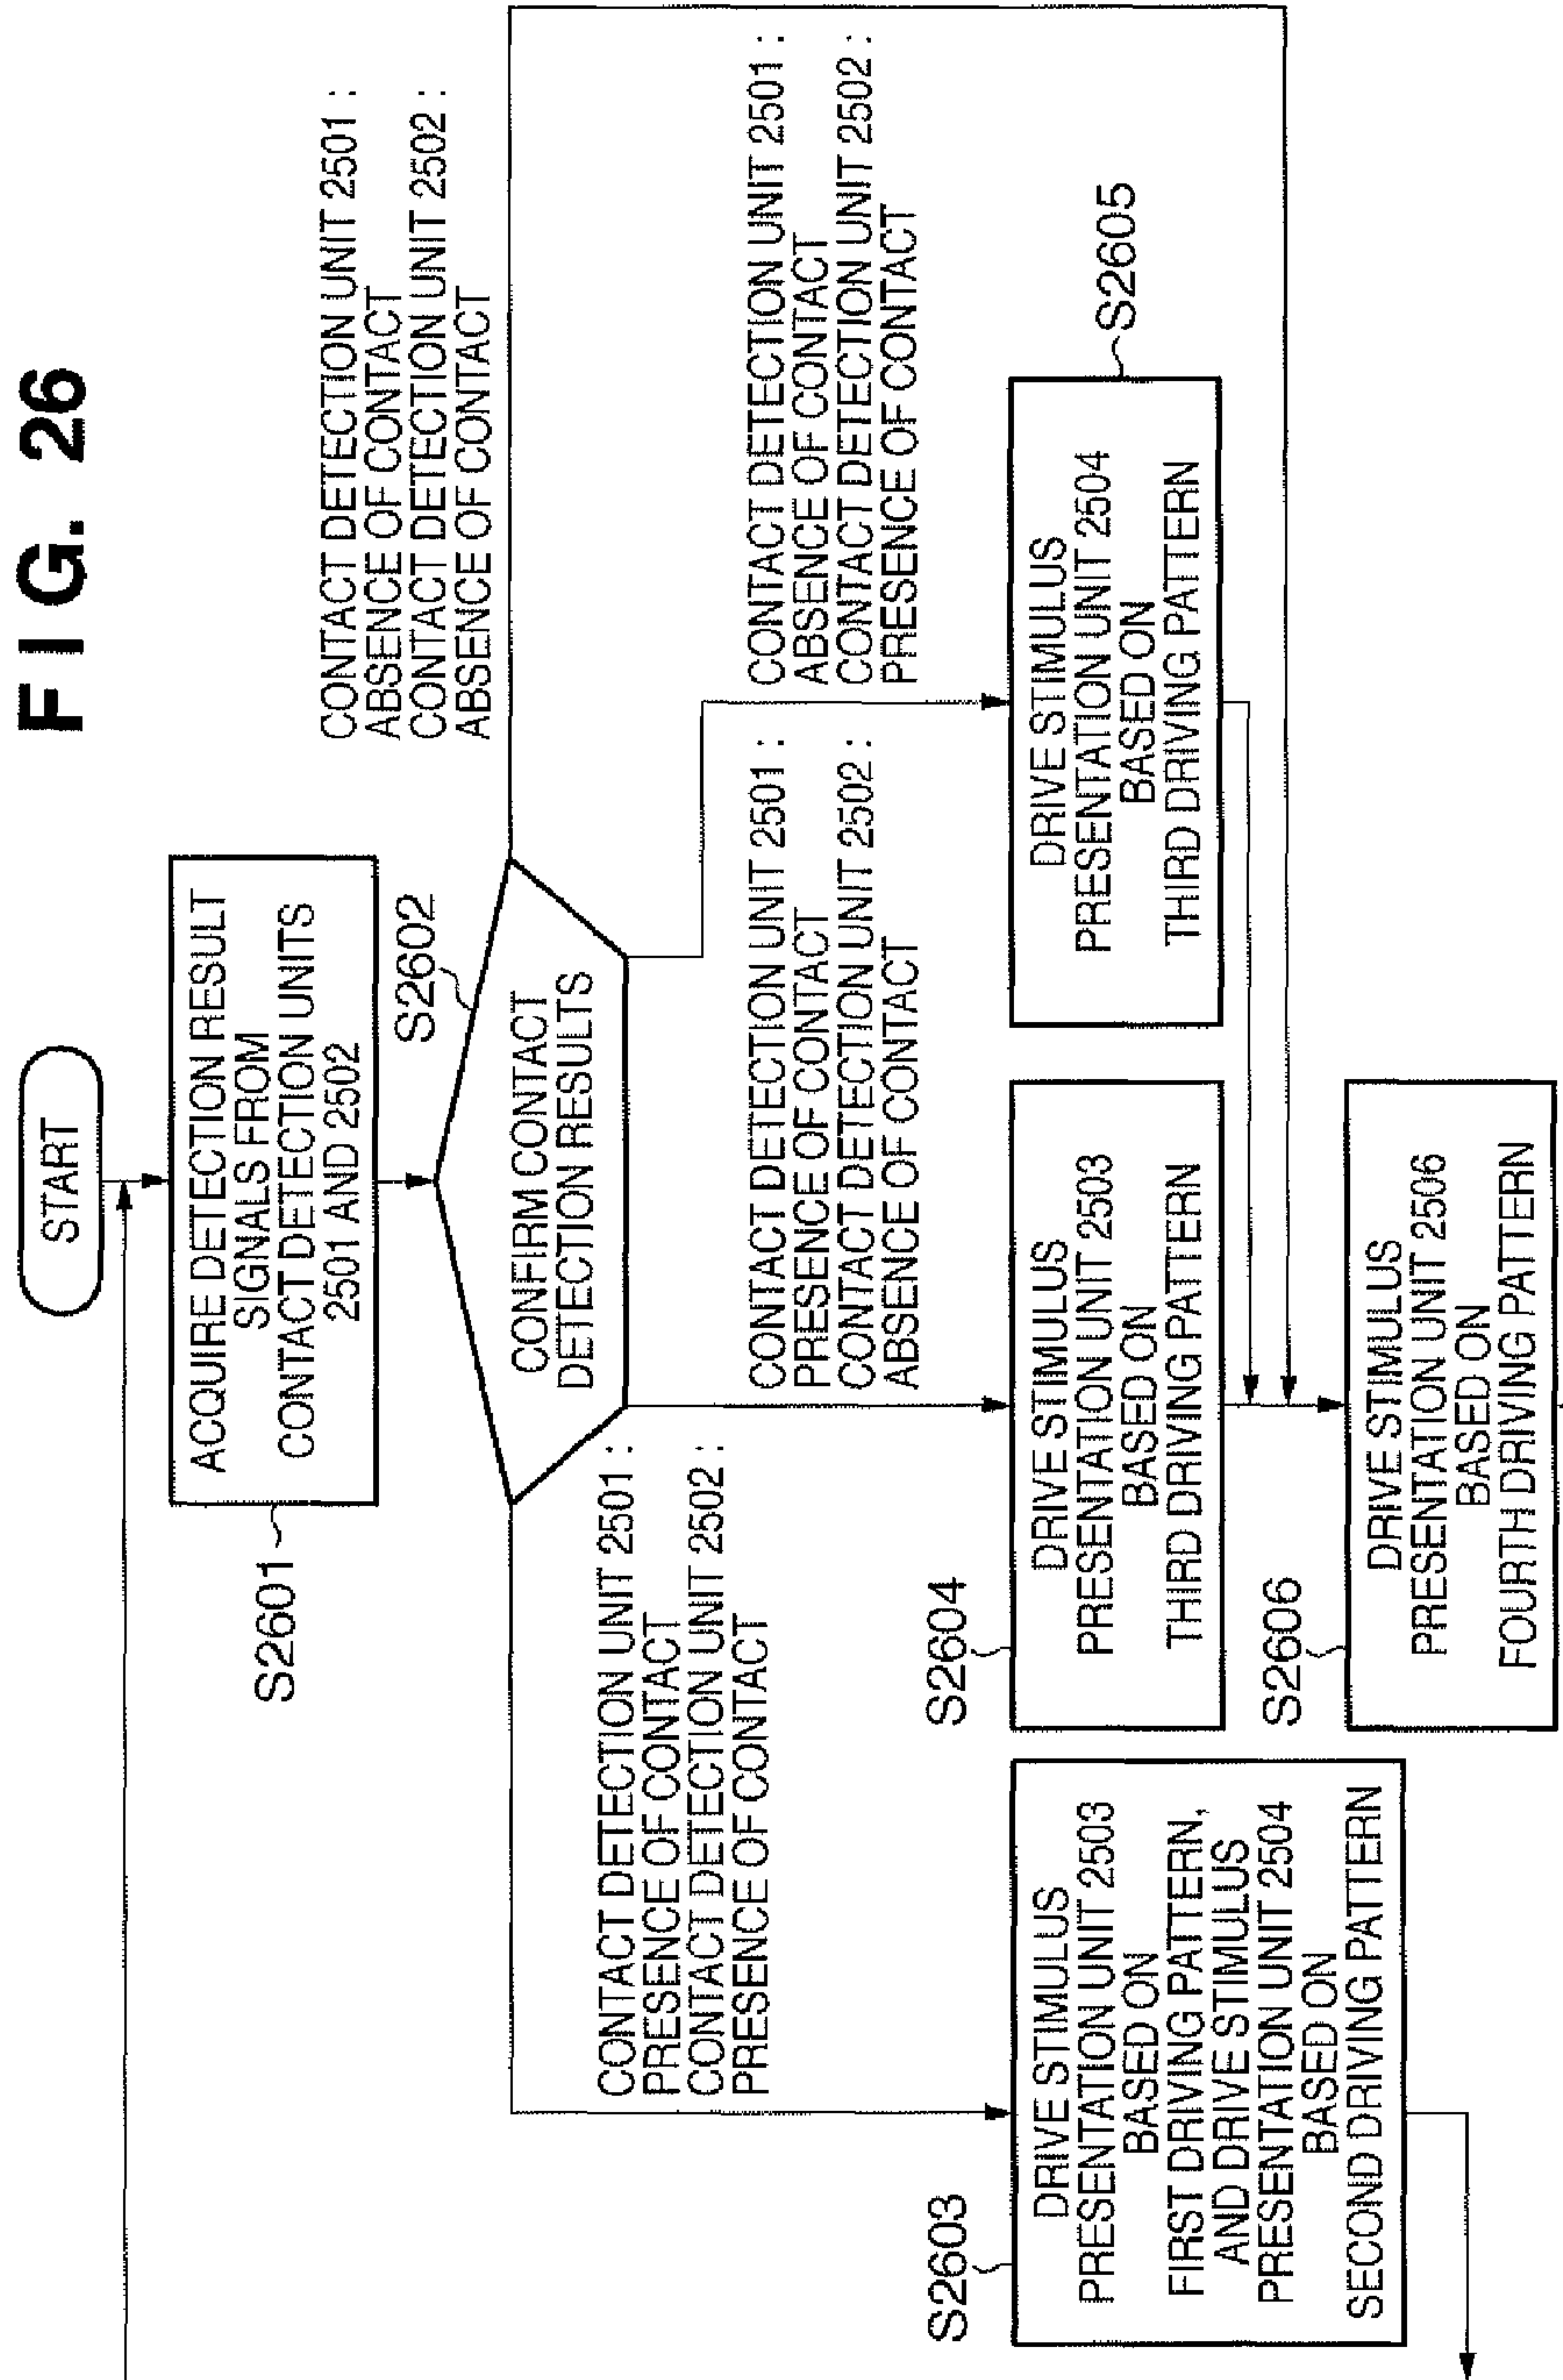 FIG. 26
START
ACQUIRE DETECTION RESULT
SIGNALS FROM
CONTACT DETECTION UNITS
2501 AND 2502
S2601
S2602
CONFIRM CONTACT
DETECTION RESULTS
CONTACT DETECTION UNIT 2501 :
ABSENCE OF CONTACT
CONTACT DETECTION UNIT 2502 :
ABSENCE OF CONTACT
CONTACT DETECTION UNIT 2501 :
PRESENCE OF CONTACT
CONTACT DETECTION UNIT 2502 :
PRESENCE OF CONTACT
CONTACT DETECTION UNIT 2501 :
PRESENCE OF CONTACT
CONTACT DETECTION UNIT 2502 :
ABSENCE OF CONTACT
CONTACT DETECTION UNIT 2501 :
ABSENCE OF CONTACT
CONTACT DETECTION UNIT 2502 :
PRESENCE OF CONTACT
S2603
DRIVE STIMULUS
PRESENTATION UNIT 2503
BASED ON
FIRST DRIVING PATTERN,
AND DRIVE STIMULUS
PRESENTATION UNIT 2504
BASED ON
SECOND DRIVING PATTERN
S2604
DRIVE STIMULUS
PRESENTATION UNIT 2503
BASED ON
THIRD DRIVING PATTERN
S2605
DRIVE STIMULUS
PRESENTATION UNIT 2504
BASED ON
THIRD DRIVING PATTERN
S2606
DRIVE STIMULUS
PRESENTATION UNIT 2506
BASED ON
FOURTH DRIVING PATTERN